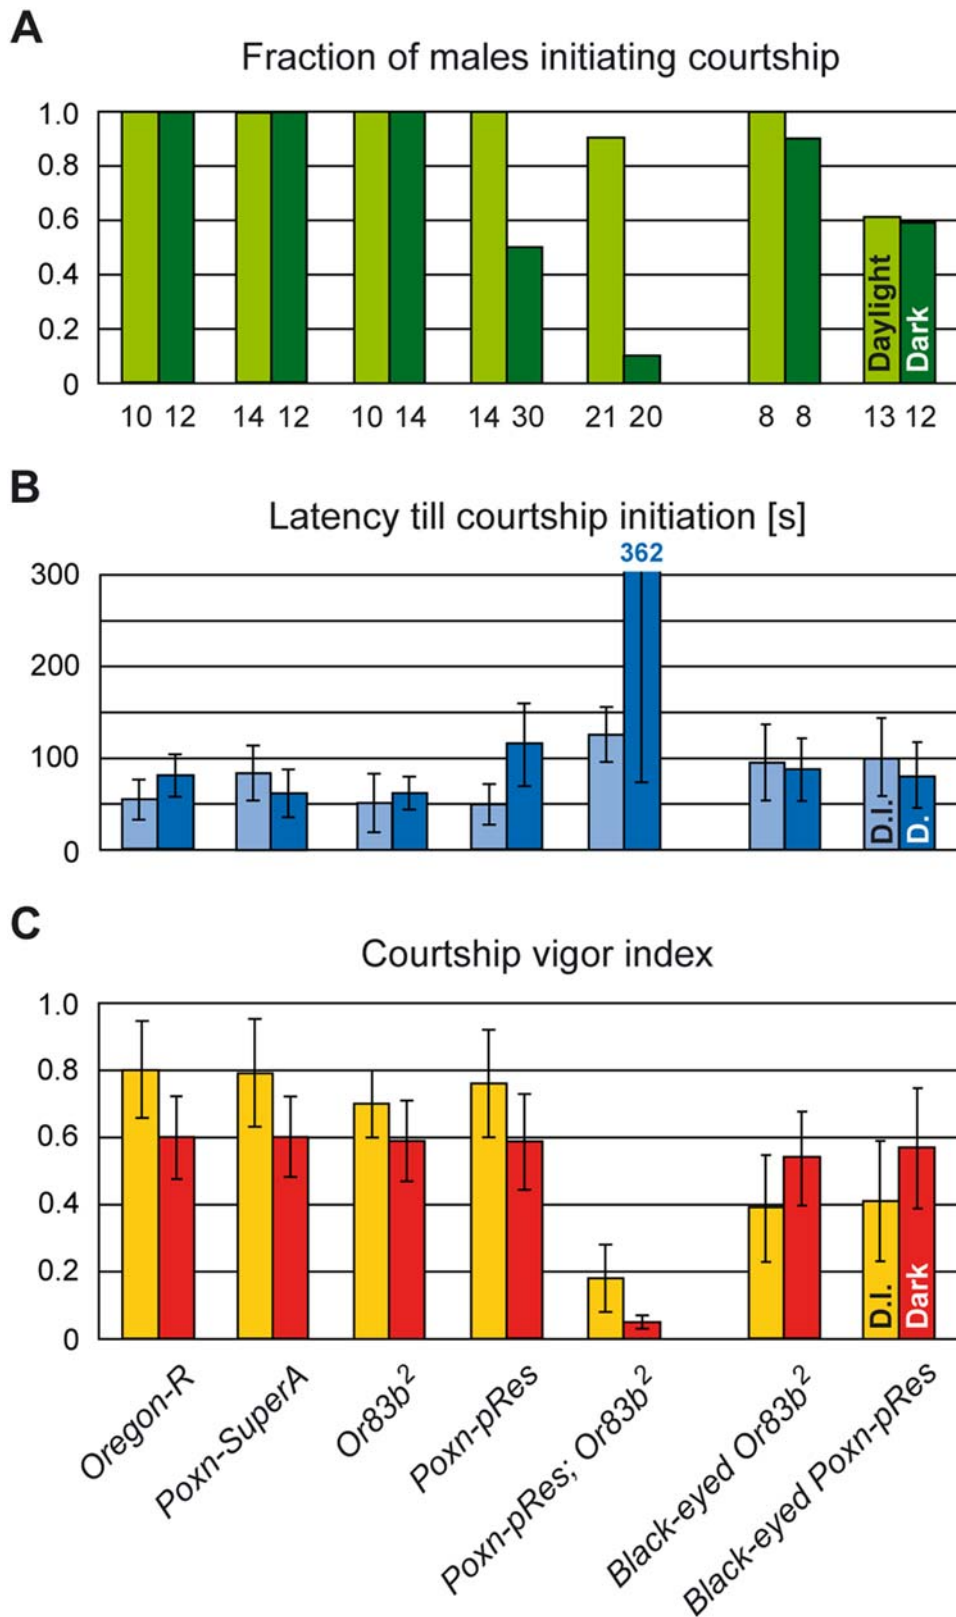 A
Fraction of males initiating courtship
1.0
0.8
0.6
0.4
0.2
0
Daylight
Dark
10 12 14 12 10 14 14 30 21 20 8 8 13 12
B
Latency till courtship initiation [s]
362
300
200
100
0
D.l.
D.
C
Courtship vigor index
1.0
0.8
0.6
0.4
0.2
0
D.l.
Dark
Oregon-R
Poxn-SuperA
Or83b²
Poxn-pRes
Poxn-pRes; Or83b²
Black-eyed Or83b²
Black-eyed Poxn-pRes